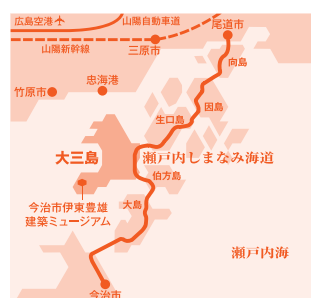 広島空港
山陽自動車道
尾道市
山陽新幹線
三原市
向島
忠海港
竹原市
因島
生口島
大三島
瀬戸内しまなみ海道
伯方島
今治市伊東豊雄
建築ミュージアム
大島
瀬戸内海
今治市